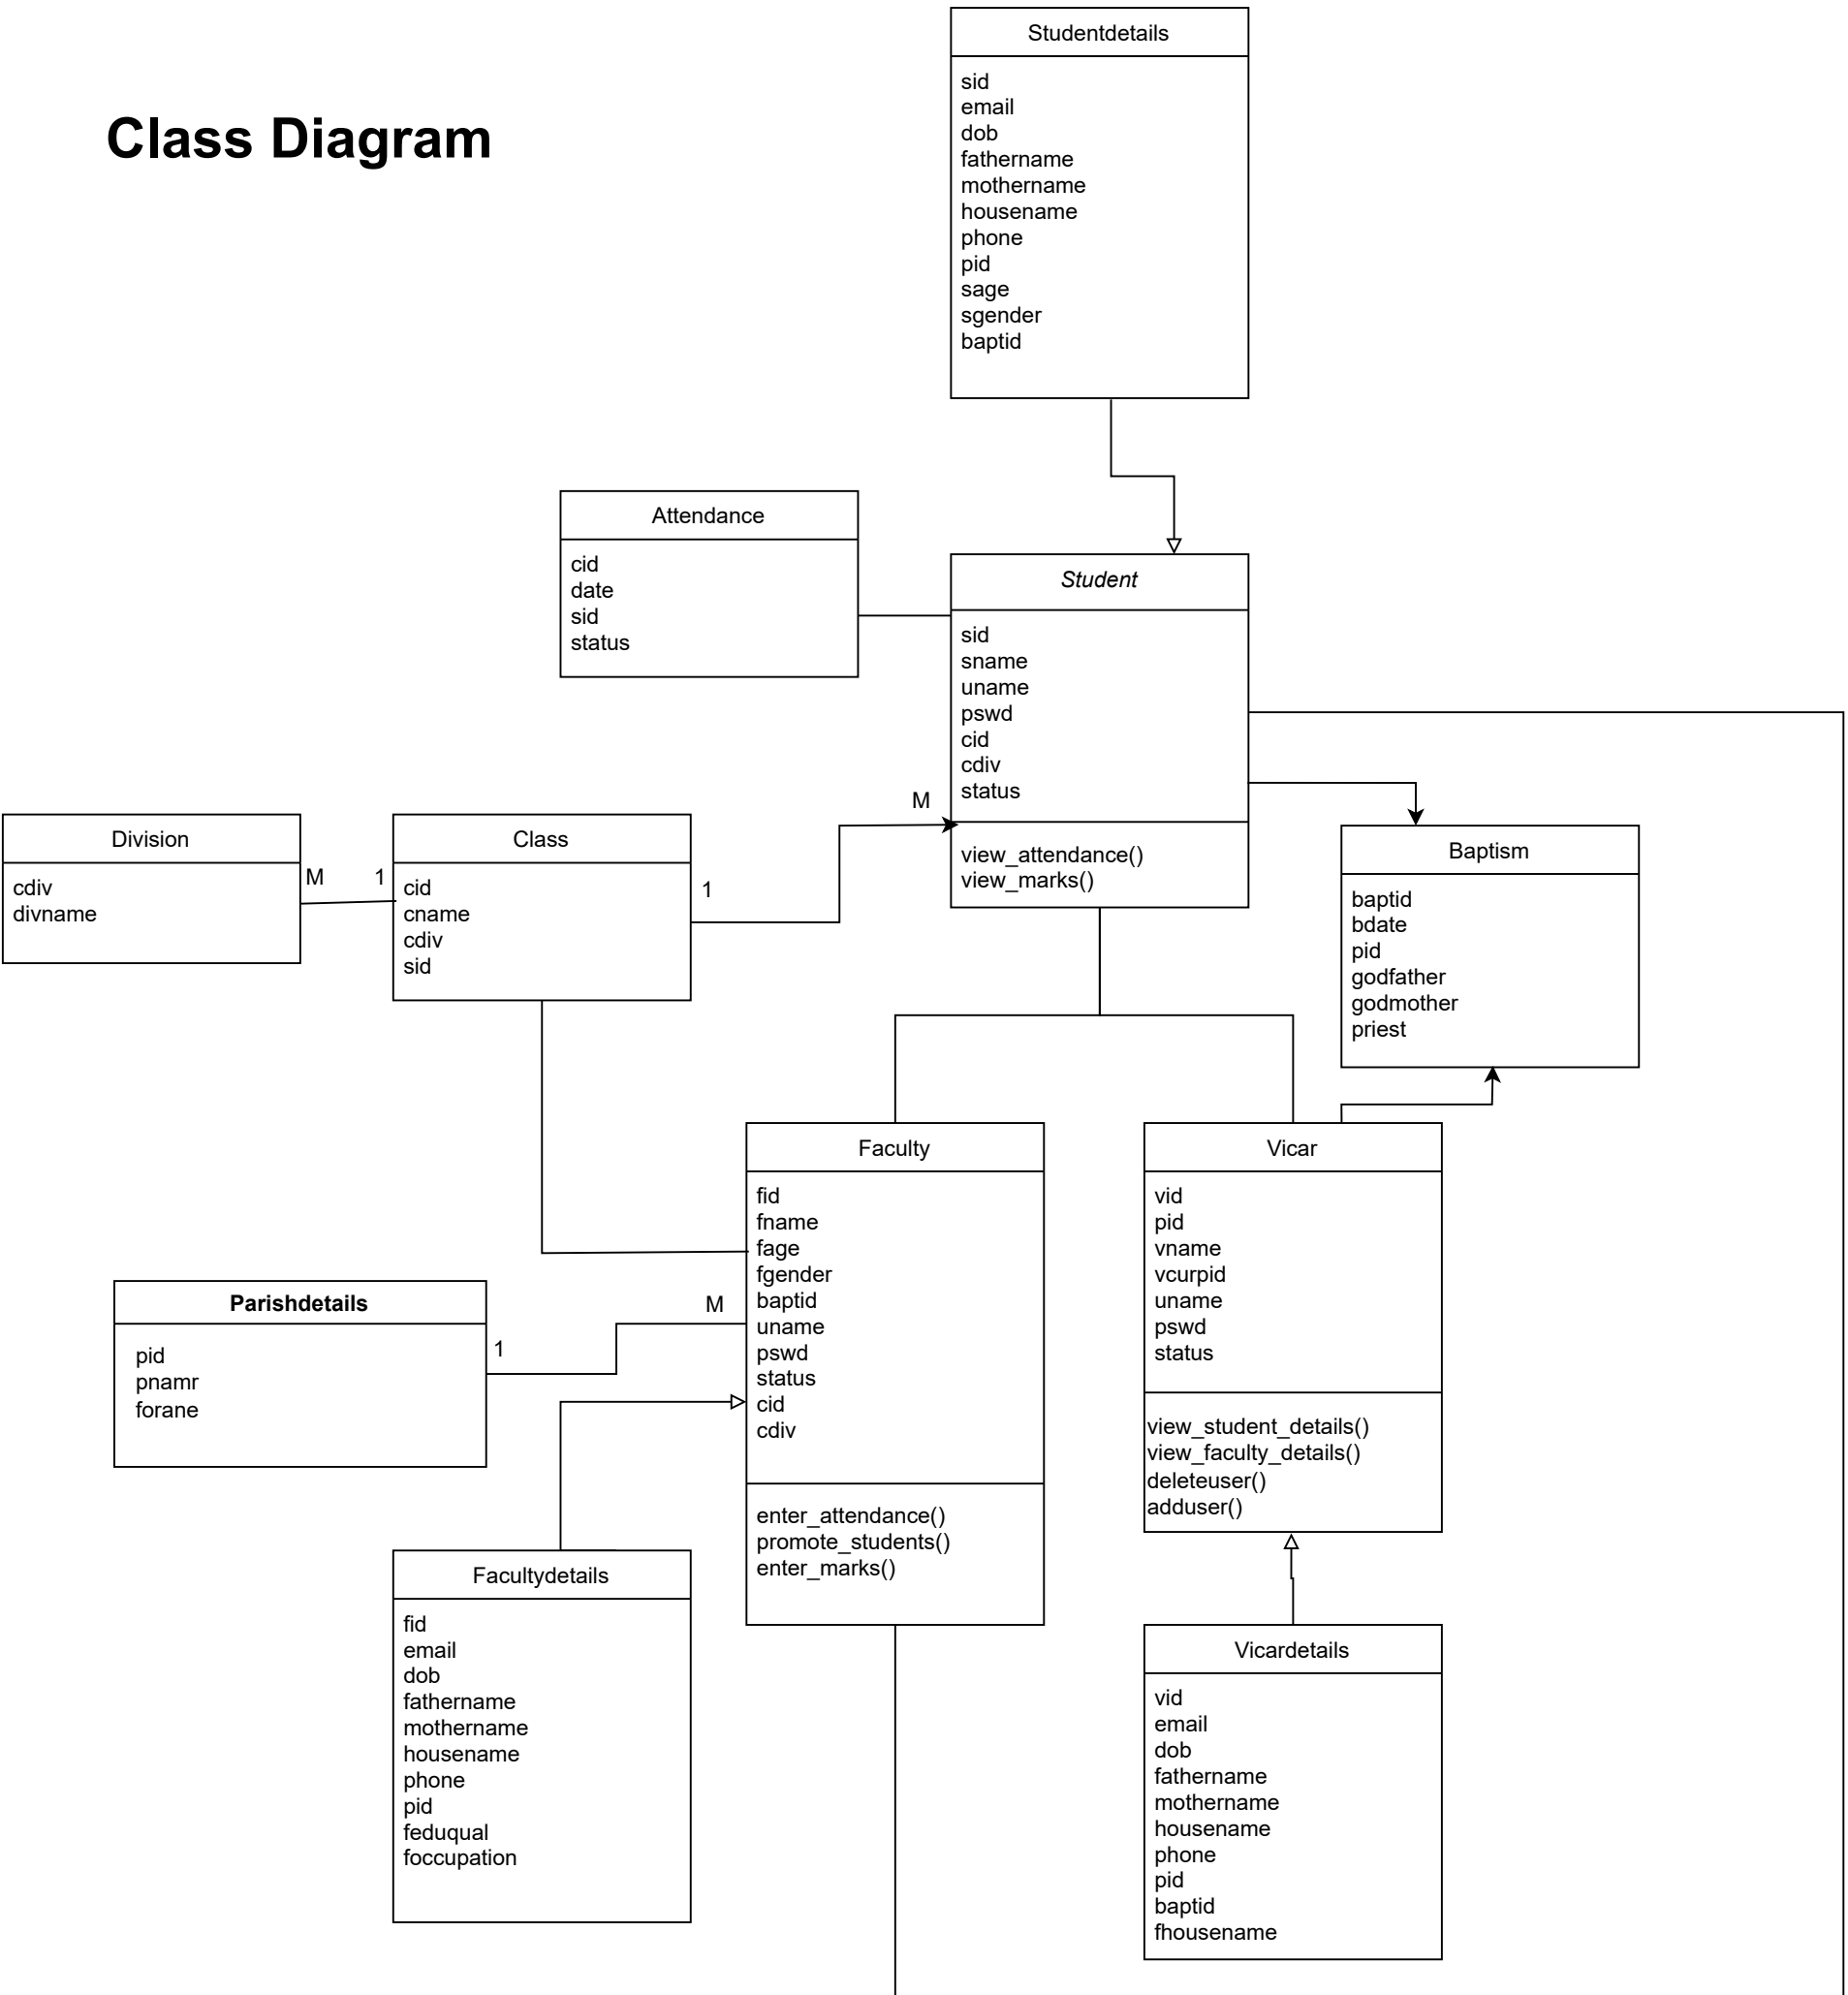 Class Diagram
Studentdetails
sid
email
dob
fathername
mothername
housename
phone
pid
sage
sgender
baptid
Attendance
cid
date
sid
status
Student
sid
sname
uname
pswd
cid
cdiv
status
view_attendance()
view_marks()
M
1
Division
cdiv
divname
M
1
Class
cid
cname
cdiv
sid
Baptism
baptid
bdate
pid
godfather
godmother
priest
Faculty
fid
fname
fage
fgender
baptid
uname
pswd
status
cid
cdiv
enter_attendance()
promote_students()
enter_marks()
Vicar
vid
pid
vname
vcurpid
uname
pswd
status
view_student_details()
view_faculty_details()
deleteuser()
adduser()
Parishdetails
pid
pnamr
forane
1
M
Facultydetails
fid
email
dob
fathername
mothername
housename
phone
pid
feduqual
foccupation
Vicardetails
vid
email
dob
fathername
mothername
housename
phone
pid
baptid
fhousename